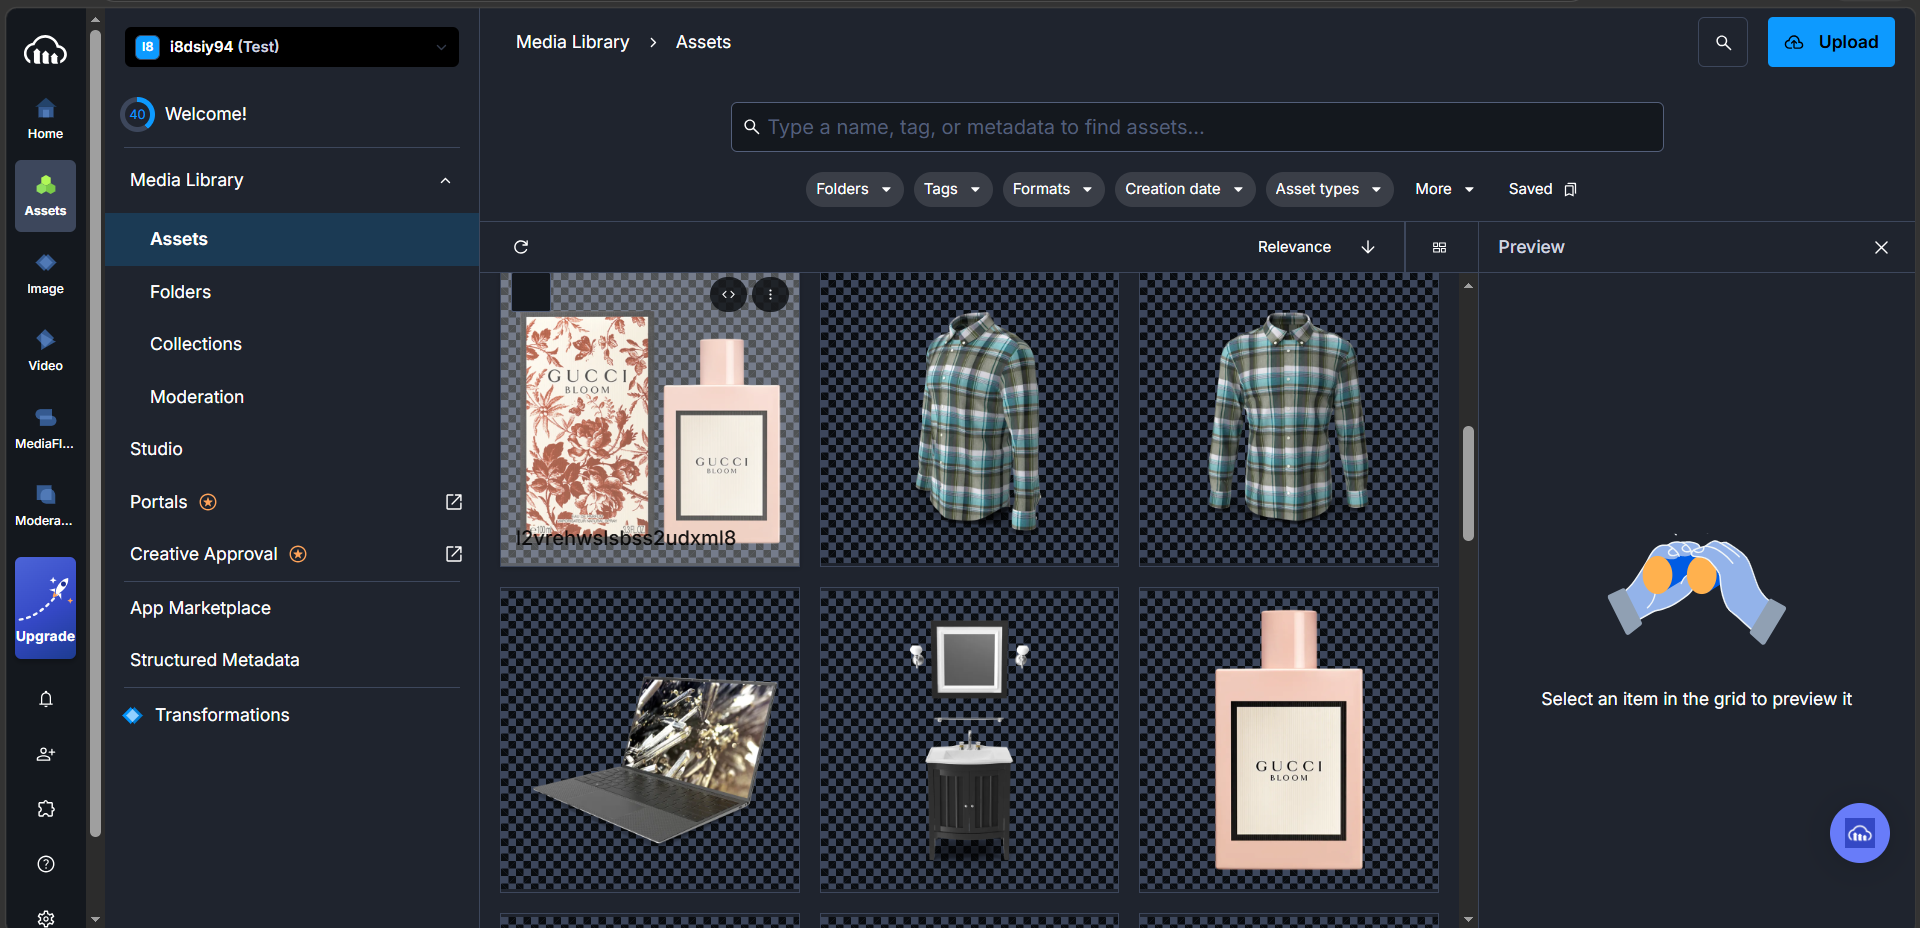 I8 i8dsiy94 (Test)
40 Welcome!
Home
Assets
Image
Video
MediaFl...
Modera...
Upgrade
Media Library
Assets
Folders
Collections
Moderation
Studio
Portals
Creative Approval
App Marketplace
Structured Metadata
Transformations
Media Library > Assets
Upload
Type a name, tag, or metadata to find assets...
Folders Tags Formats Creation date Asset types More Saved
Relevance
Preview
GUCCI
BLOOM
GUCCI
BLOOM
l2vrehwslsbss2udxml8
GUCCI
BLOOM
Select an item in the grid to preview it